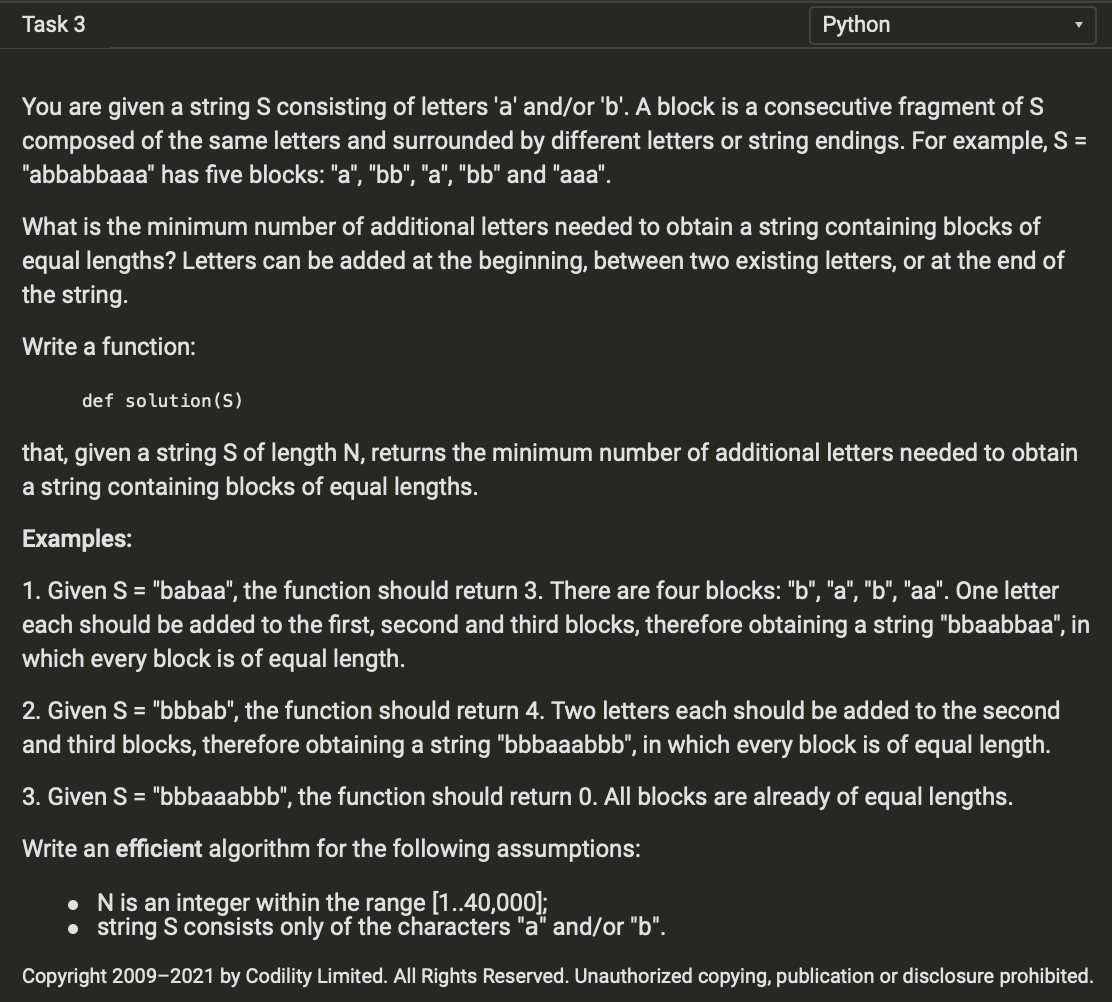 Task 3
Python
You are given a string S consisting of letters 'a' and/or 'b'. A block is a consecutive fragment of S
composed of the same letters and surrounded by different letters or string endings. For example, S =
"abbabbaaa" has five blocks: "a", "bb", "a", "bb" and "aaa".
What is the minimum number of additional letters needed to obtain a string containing blocks of
equal lengths? Letters can be added at the beginning, between two existing letters, or at the end of
the string.
Write a function:
def solution(S)
that, given a string S of length N, returns the minimum number of additional letters needed to obtain
a string containing blocks of equal lengths.
Examples:
1. Given S = "babaa", the function should return 3. There are four blocks: "b", "a", "b", "aa". One letter
each should be added to the first, second and third blocks, therefore obtaining a string "bbaabbaa", in
which every block is of equal length.
2. Given S = "bbbab", the function should return 4. Two letters each should be added to the second
and third blocks, therefore obtaining a string "bbbaaabbb", in which every block is of equal length.
3. Given S = "bbbaaabbb", the function should return 0. All blocks are already of equal lengths.
Write an efficient algorithm for the following assumptions:
• N is an integer within the range [1..40,000];
• string S consists only of the characters "a" and/or "b".
Copyright 2009–2021 by Codility Limited. All Rights Reserved. Unauthorized copying, publication or disclosure prohibited.